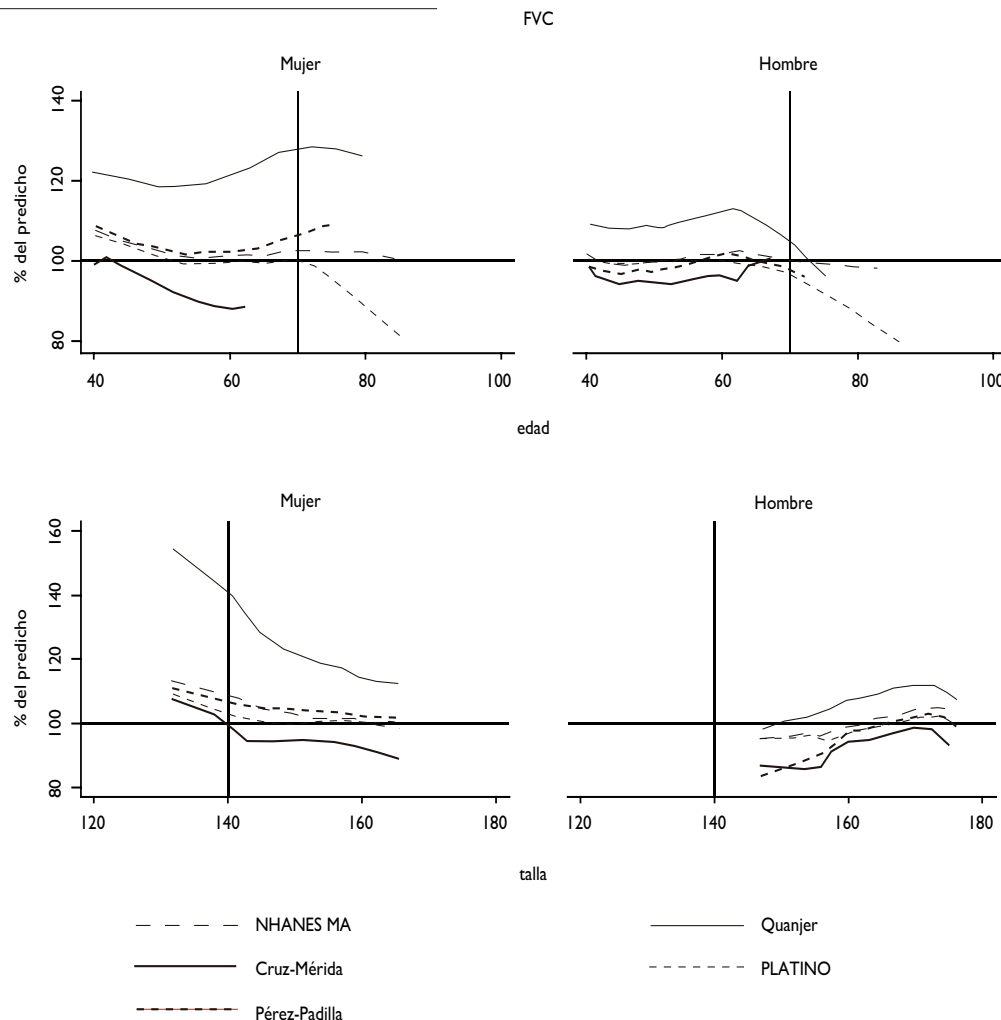 FVC
Mujer
Hombre
% del predicho
140
120
100
80
40 60 80 100
40 60 80 100
edad
Mujer
Hombre
% del predicho
160
140
120
100
80
120 140 160 180
120 140 160 180
talla
NHANES MA
Quanjer
Cruz-Mérida
PLATINO
Pérez-Padilla